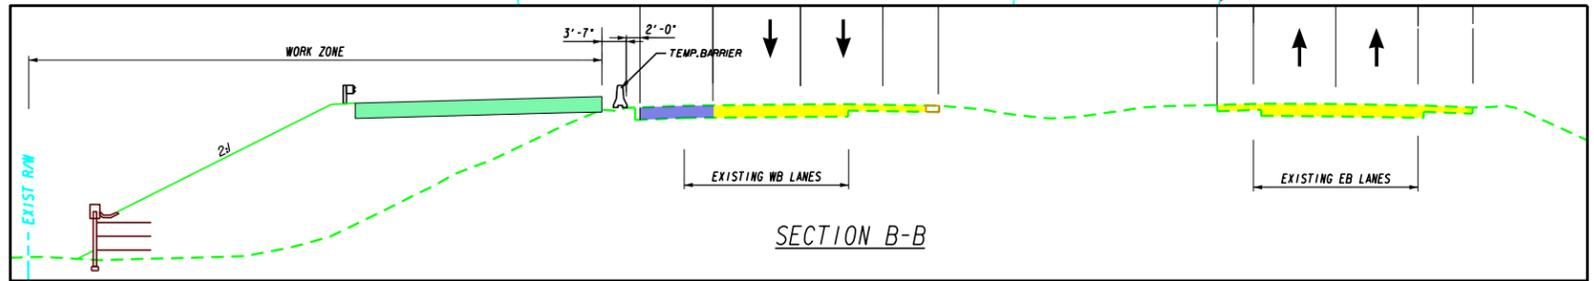 WORK ZONE
3'-7"
2'-0"
TEMP. BARRIER
2:1
EXIST R/W
EXISTING WB LANES
EXISTING EB LANES
SECTION B-B